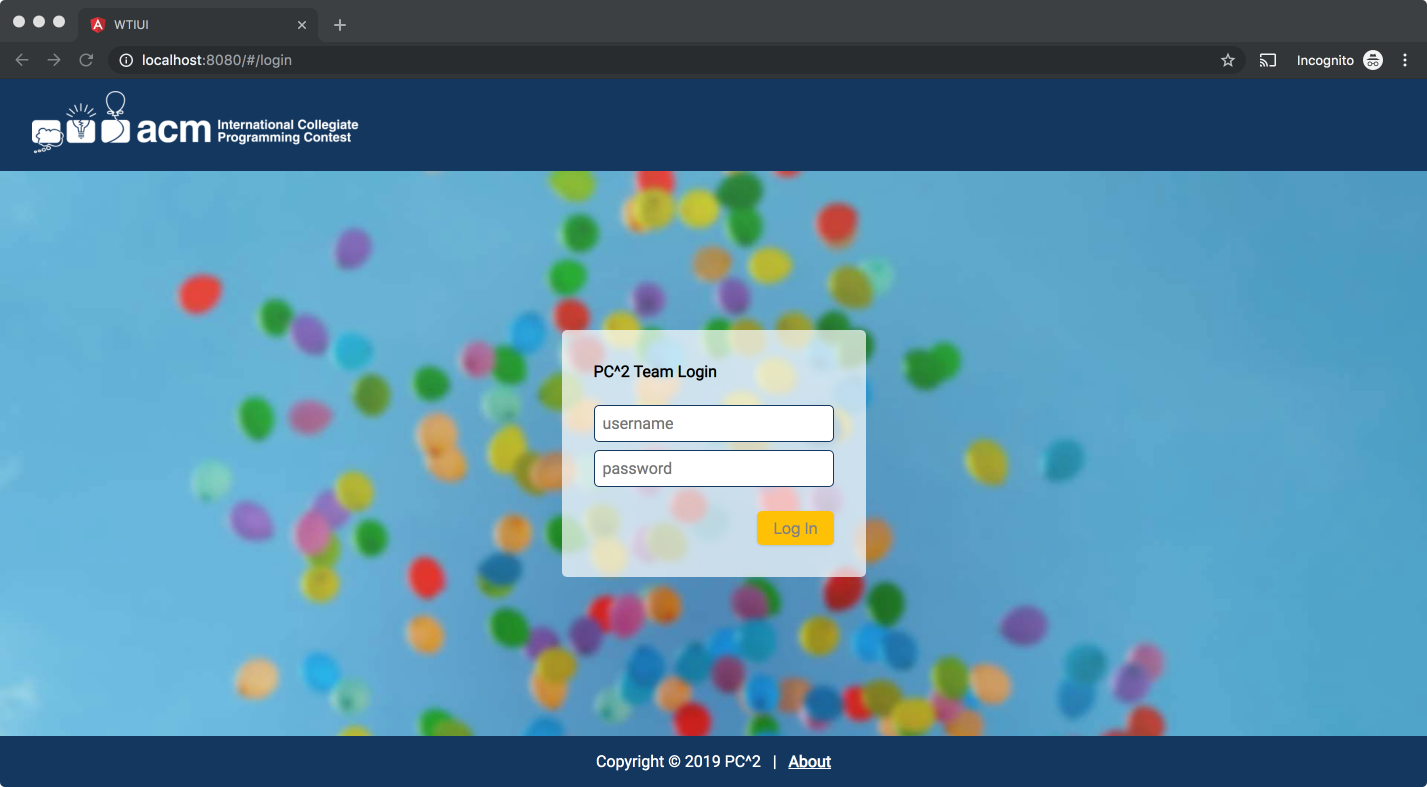 WTIUI
localhost:8080/#/login
Incognito
acm International Collegiate
Programming Contest
PC^2 Team Login
username
password
Log In
Copyright © 2019 PC^2 | About